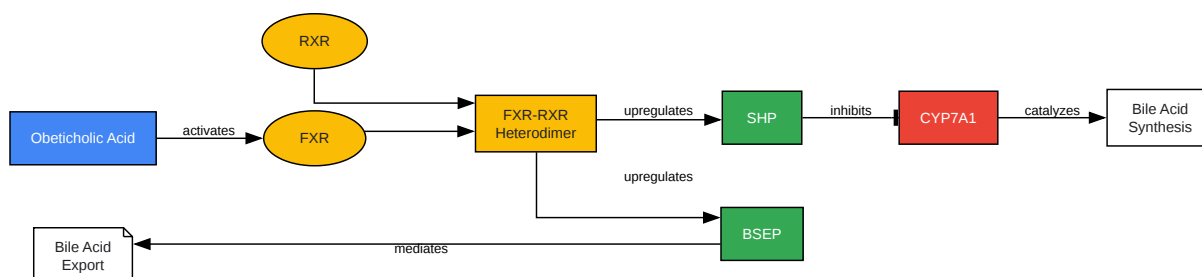 RXR
Obeticholic Acid
activates
FXR
FXR-RXR
Heterodimer
upregulates
SHP
inhibits
CYP7A1
catalyzes
Bile Acid
Synthesis
upregulates
BSEP
mediates
Bile Acid
Export